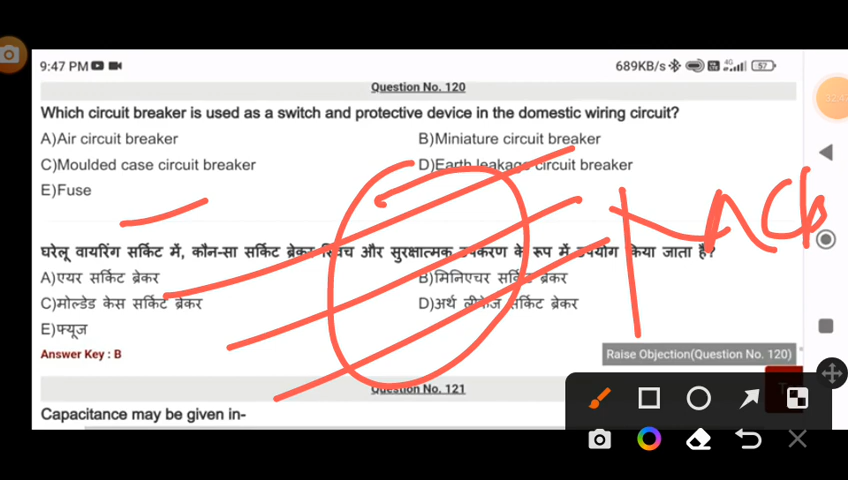 9:47 PM
689KB/s 4G 57
Question No. 120
Which circuit breaker is used as a switch and protective device in the domestic wiring circuit?
A)Air circuit breaker
B)Miniature circuit breaker
C)Moulded case circuit breaker
D)Earth leakage circuit breaker
E)Fuse
घरेलू वायरिंग सर्किट में, कौन-सा सर्किट ब्रेकर स्विच और सुरक्षात्मक उपकरण के रूप में उपयोग किया जाता है?
A)एयर सर्किट ब्रेकर
B)मिनिएचर सर्किट ब्रेकर
C)मोल्डेड केस सर्किट ब्रेकर
D)अर्थ लीकेज सर्किट ब्रेकर
E)फ्यूज
Answer Key : B
Raise Objection(Question No. 120)
Question No. 121
Capacitance may be given in-